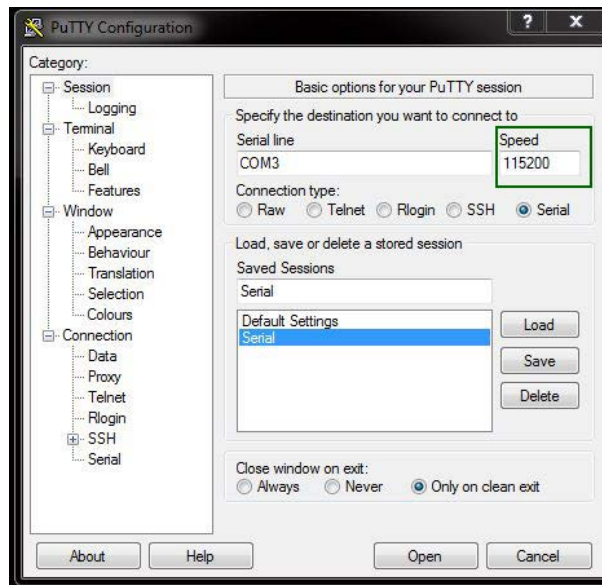 PuTTY Configuration
?
X
Category:
Session
Logging
Terminal
Keyboard
Bell
Features
Window
Appearance
Behaviour
Translation
Selection
Colours
Connection
Data
Proxy
Telnet
Rlogin
SSH
Serial
Basic options for your PuTTY session
Specify the destination you want to connect to
Serial line
Speed
COM3
115200
Connection type:
Raw Telnet Rlogin SSH Serial
Load, save or delete a stored session
Saved Sessions
Serial
Default Settings
Serial
Load
Save
Delete
Close window on exit:
Always Never Only on clean exit
About Help Open Cancel